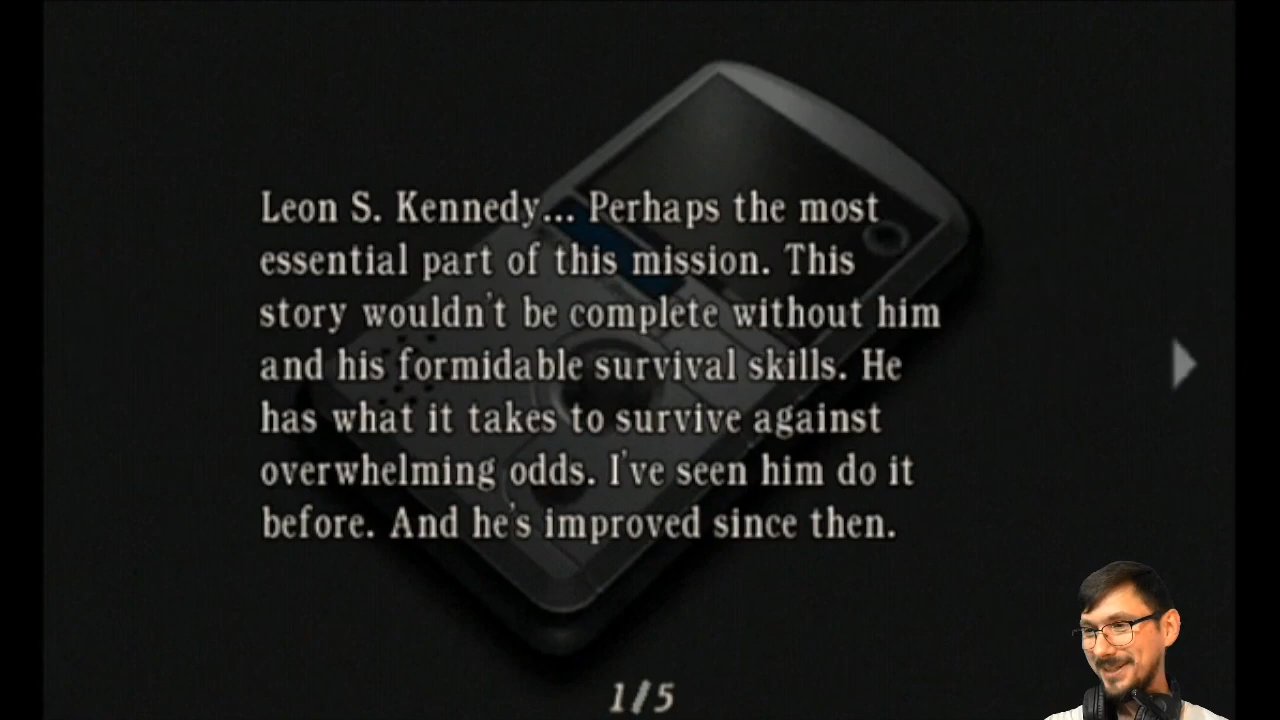 Leon S. Kennedy... Perhaps the most
essential part of this mission. This
story wouldn't be complete without him
and his formidable survival skills. He
has what it takes to survive against
overwhelming odds. I've seen him do it
before. And he's improved since then.
1/5